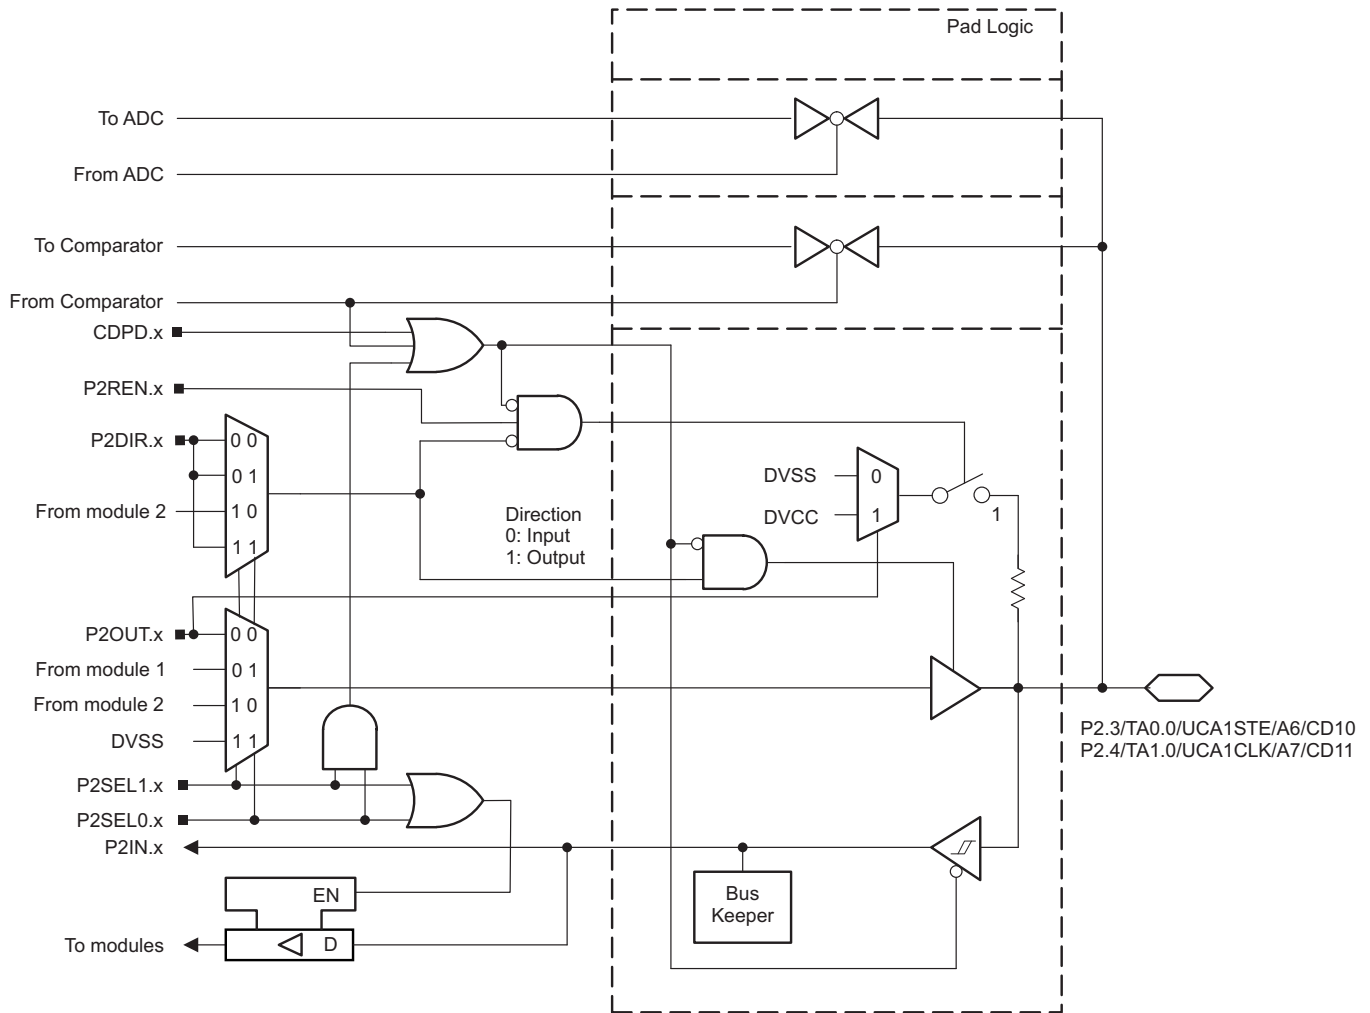 Pad Logic
To ADC
From ADC
To Comparator
From Comparator
CDPD.x
P2REN.x
P2DIR.x
0 0
0 1
From module 2
1 0
1 1
Direction
0: Input
1: Output
DVSS
0
DVCC
1
1
P2OUT.x
0 0
From module 1
0 1
From module 2
1 0
DVSS
1 1
P2.3/TA0.0/UCA1STE/A6/CD10
P2.4/TA1.0/UCA1CLK/A7/CD11
P2SEL1.x
P2SEL0.x
P2IN.x
EN
Bus
Keeper
To modules
D